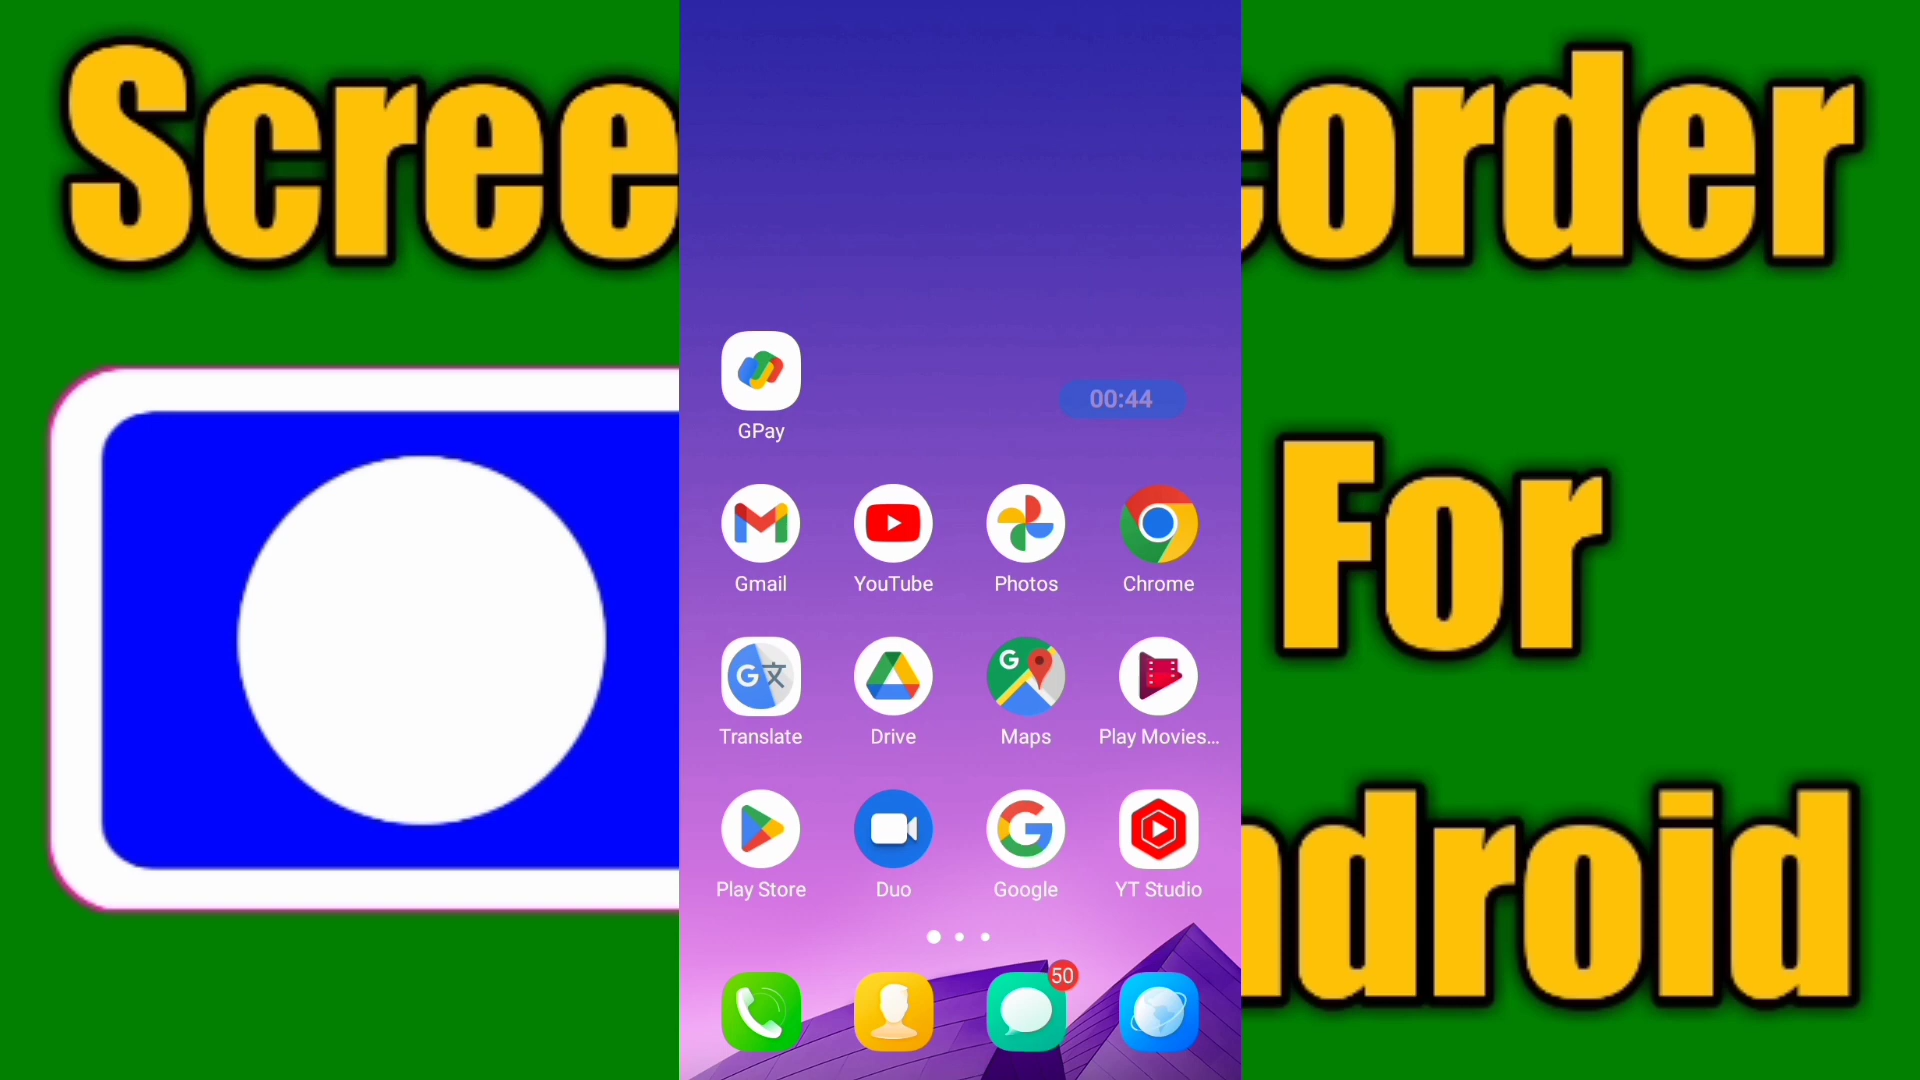 Scree
corder
For
ndroid
GPay
00:44
Gmail YouTube Photos Chrome
Translate Drive Maps Play Movies...
Play Store Duo Google YT Studio
50